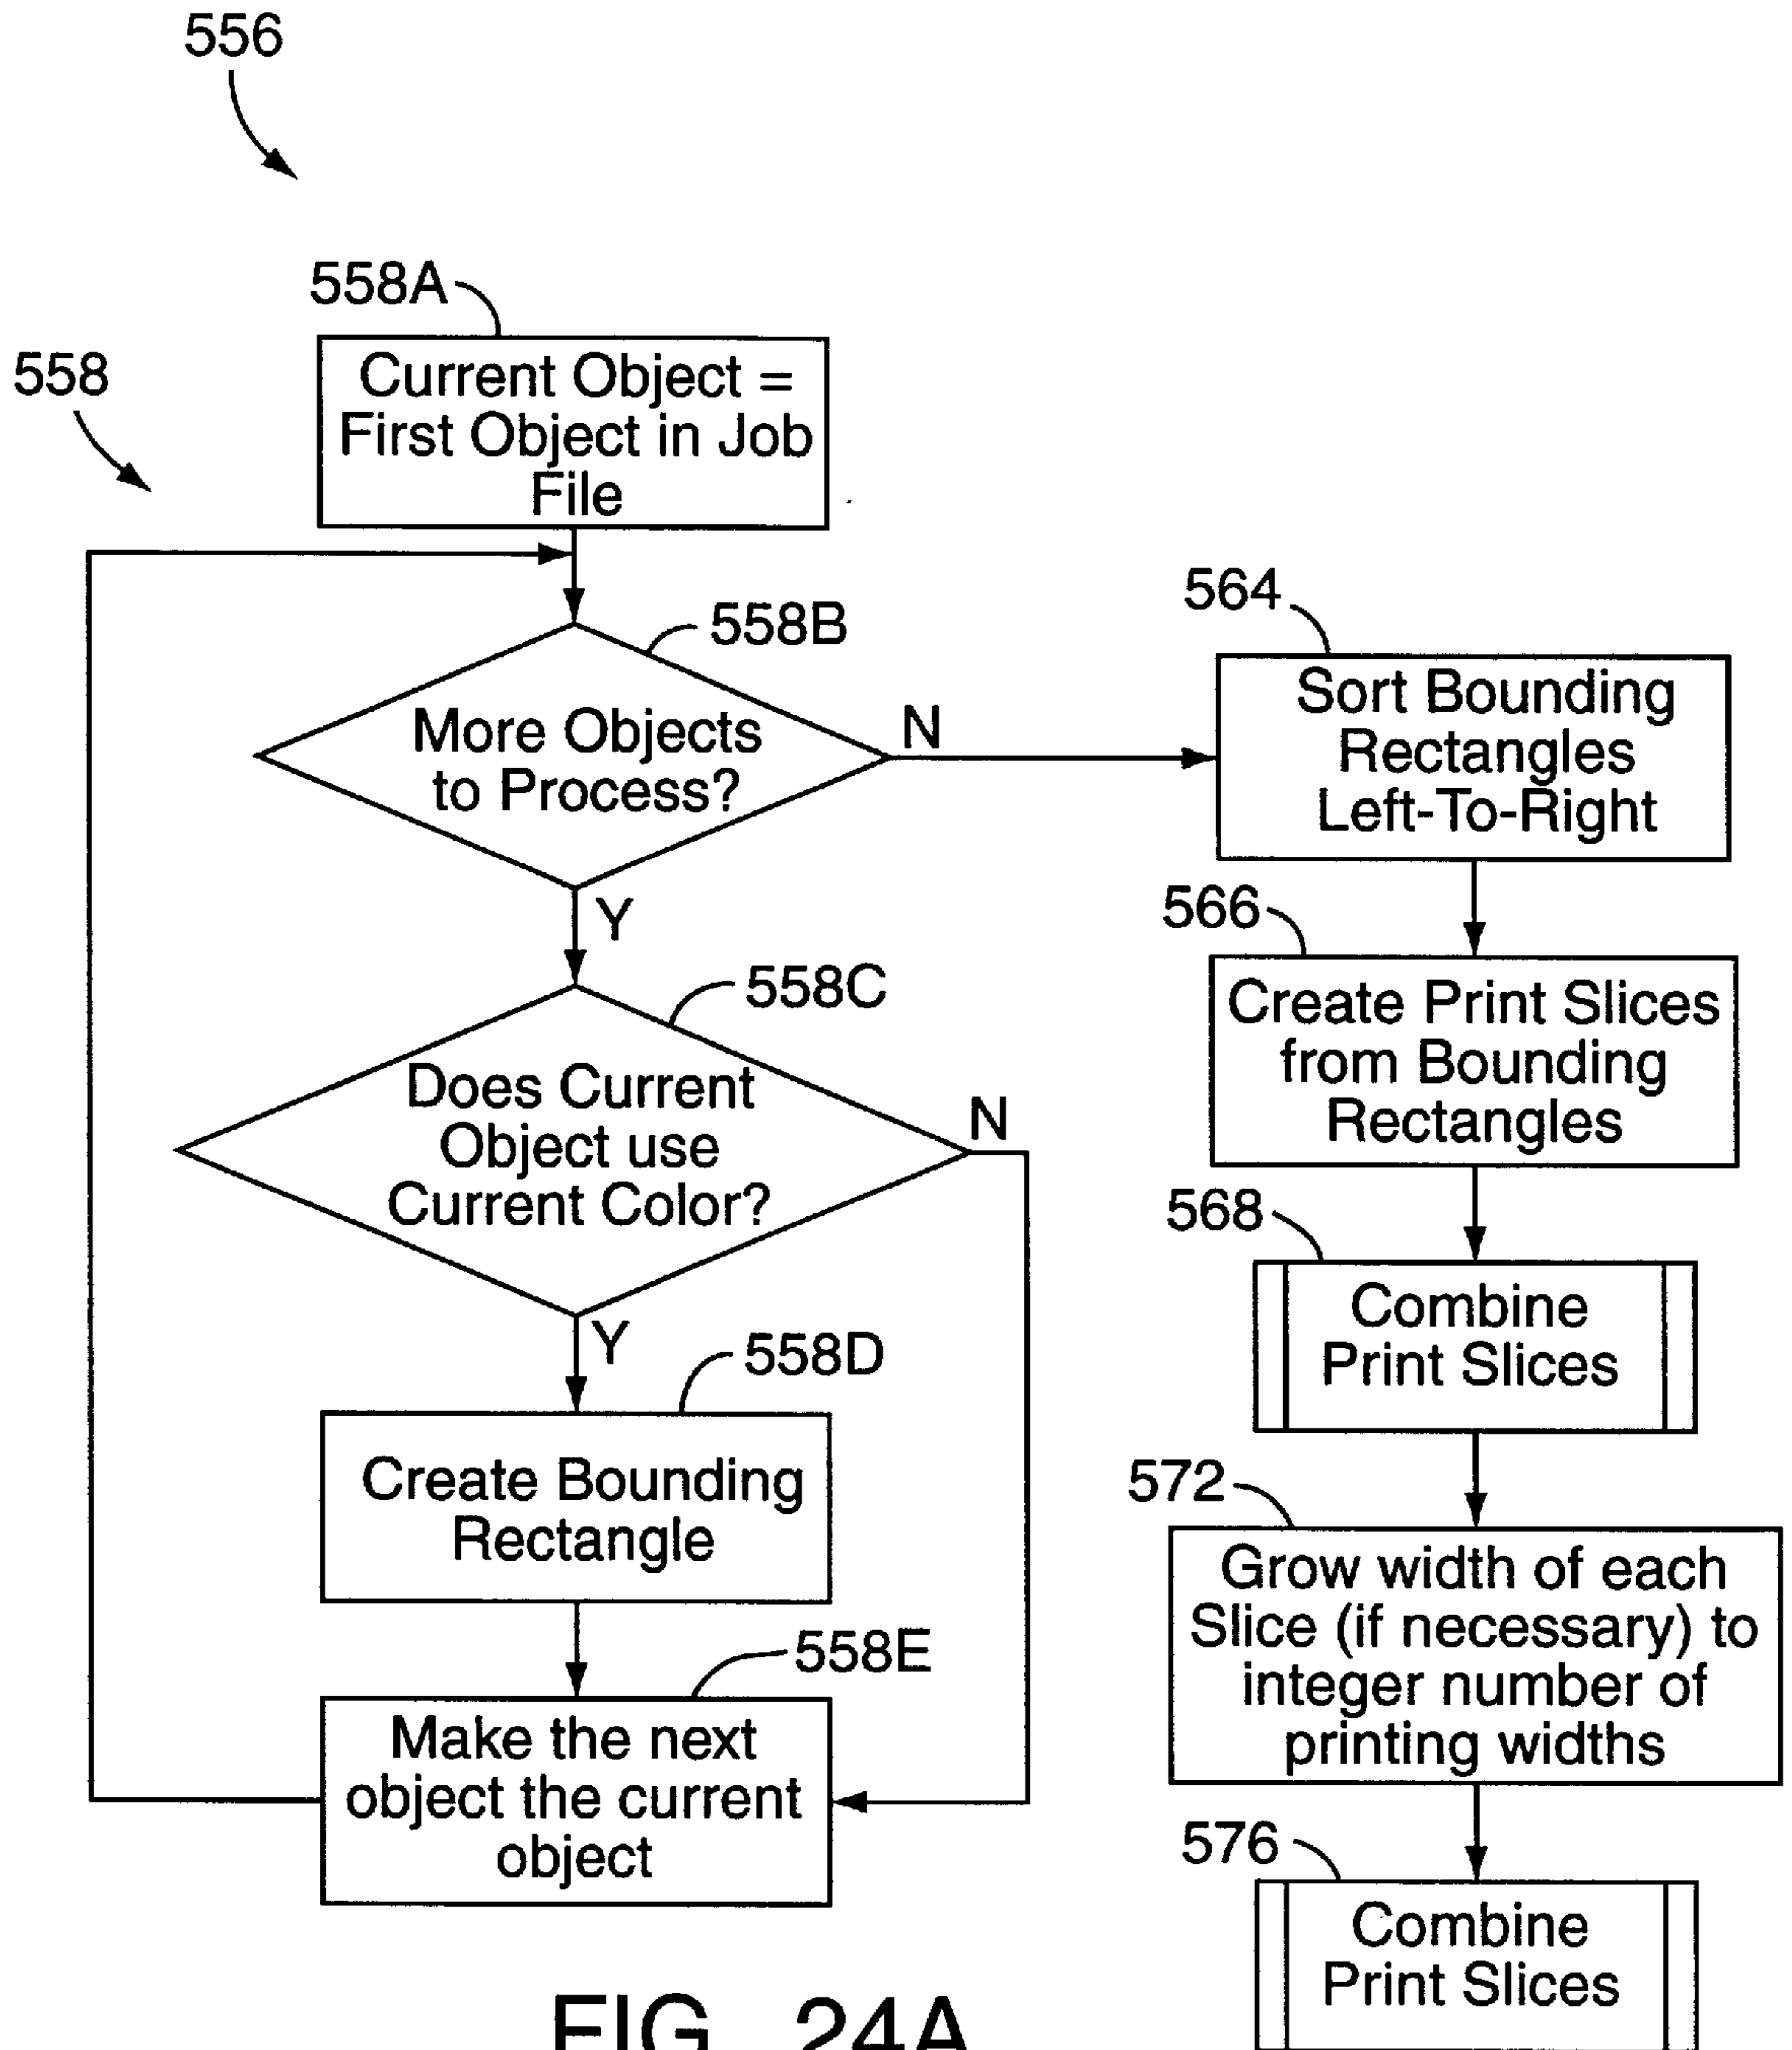 556
558A
558
Current Object =
First Object in Job
File
558B
More Objects
to Process?
N
Y
558C
Does Current
Object use
Current Color?
N
Y
558D
Create Bounding
Rectangle
558E
Make the next
object the current
object
564
Sort Bounding
Rectangles
Left-To-Right
566
Create Print Slices
from Bounding
Rectangles
568
Combine
Print Slices
572
Grow width of each
Slice (if necessary) to
integer number of
printing widths
576
Combine
Print Slices
FIG. 24A